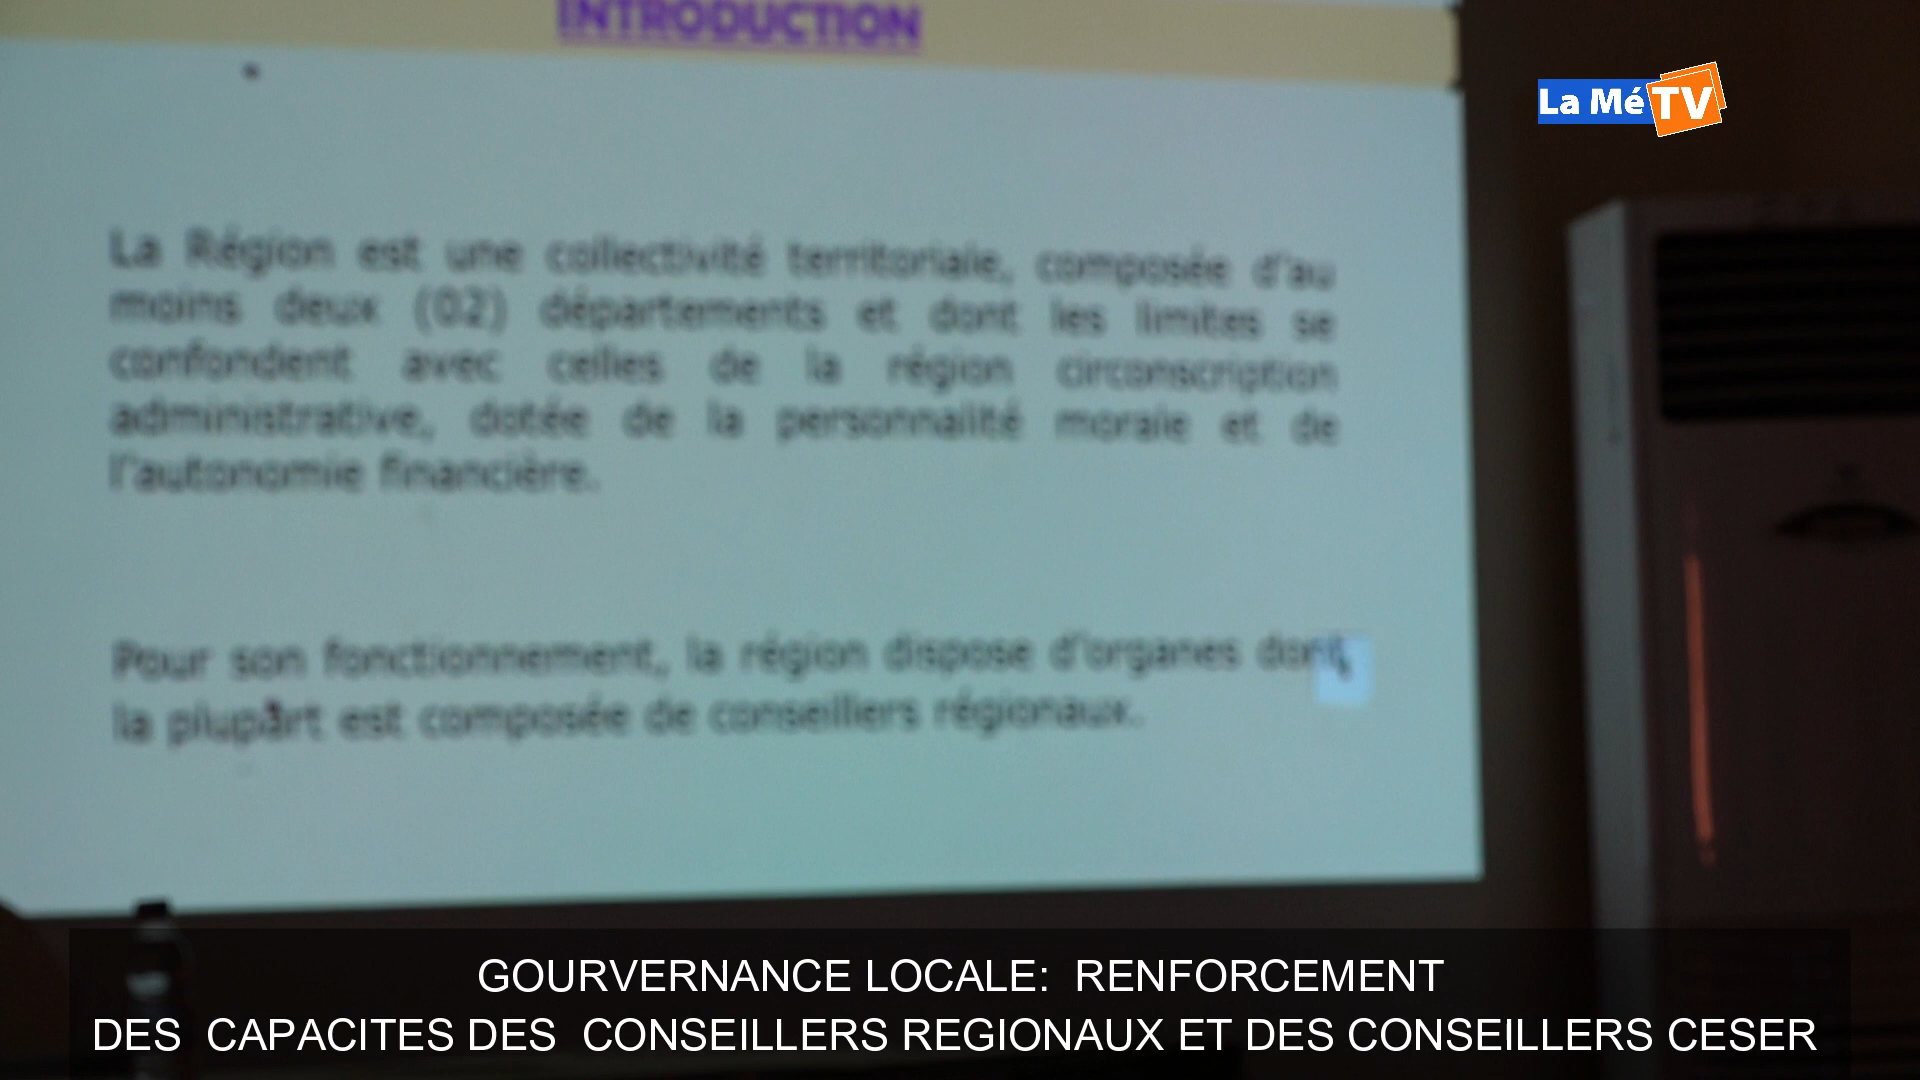 INTRODUCTION
La Mé TV
La Région est une collectivité territoriale, composée d'au
moins deux (02) départements et dont les limites se
confondent avec celles de la région circonscription
administrative, dotée de la personnalité morale et de
l'autonomie financière.
Pour son fonctionnement, la région dispose d'organes dont
la plupart est composée de conseillers régionaux.
GOURVERNANCE LOCALE: RENFORCEMENT
DES CAPACITES DES CONSEILLERS REGIONAUX ET DES CONSEILLERS CESER